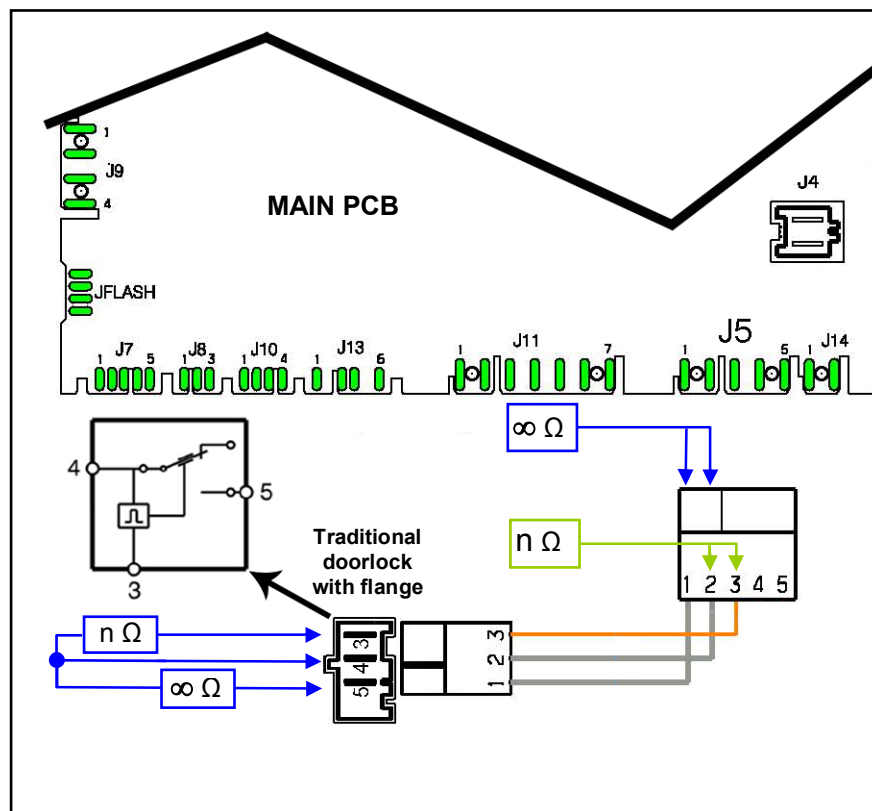 1
J9
4
MAIN PCB
J4
JFLASH
J7
1 5
J8
1 3
J10
1 4
J13
1 6
J11
1 7
J5
1 5
J14
1
∞ Ω
4
5
3
Traditional
doorlock
with flange
n Ω
1 2 3 4 5
n Ω
∞ Ω
3
4
5
3
2
1